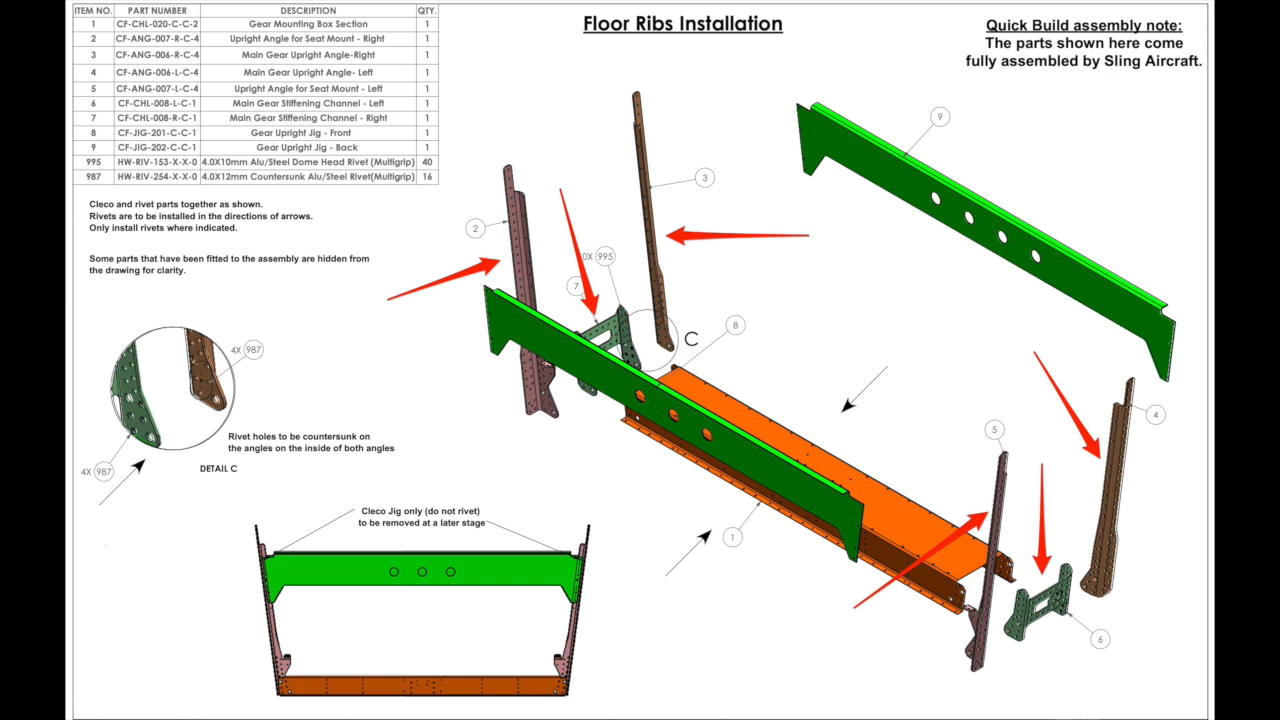 ITEM NO. PART NUMBER DESCRIPTION QTY.
1 CF-CHL-020-C-C-2 Gear Mounting Box Section 1
2 CF-ANG-007-R-C-4 Upright Angle for Seat Mount - Right 1
3 CF-ANG-006-R-C-4 Main Gear Upright Angle-Right 1
4 CF-ANG-006-L-C-4 Main Gear Upright Angle- Left 1
5 CF-ANG-007-L-C-4 Upright Angle for Seat Mount - Left 1
6 CF-CHL-008-L-C-1 Main Gear Stiffening Channel - Left 1
7 CF-CHL-008-R-C-1 Main Gear Stiffening Channel - Right 1
8 CF-JIG-201-C-C-1 Gear Upright Jig - Front 1
9 CF-JIG-202-C-C-1 Gear Upright Jig - Back 1
995 HW-RIV-153-X-X-0 4.0X10mm Alu/Steel Dome Head Rivet (Multigrip) 40
987 HW-RIV-254-X-X-0 4.0X12mm Countersunk Alu/Steel Rivet(Multigrip) 16
Floor Ribs Installation
Quick Build assembly note:
The parts shown here come
fully assembled by Sling Aircraft.
Cleco and rivet parts together as shown.
Rivets are to be installed in the directions of arrows.
Only install rivets where indicated.
Some parts that have been fitted to the assembly are hidden from
the drawing for clarity.
9
3
2
0X 995
7
8
C
4X 987
4
5
Rivet holes to be countersunk on
the angles on the inside of both angles
DETAIL C
4X 987
Cleco Jig only (do not rivet)
to be removed at a later stage
1
6